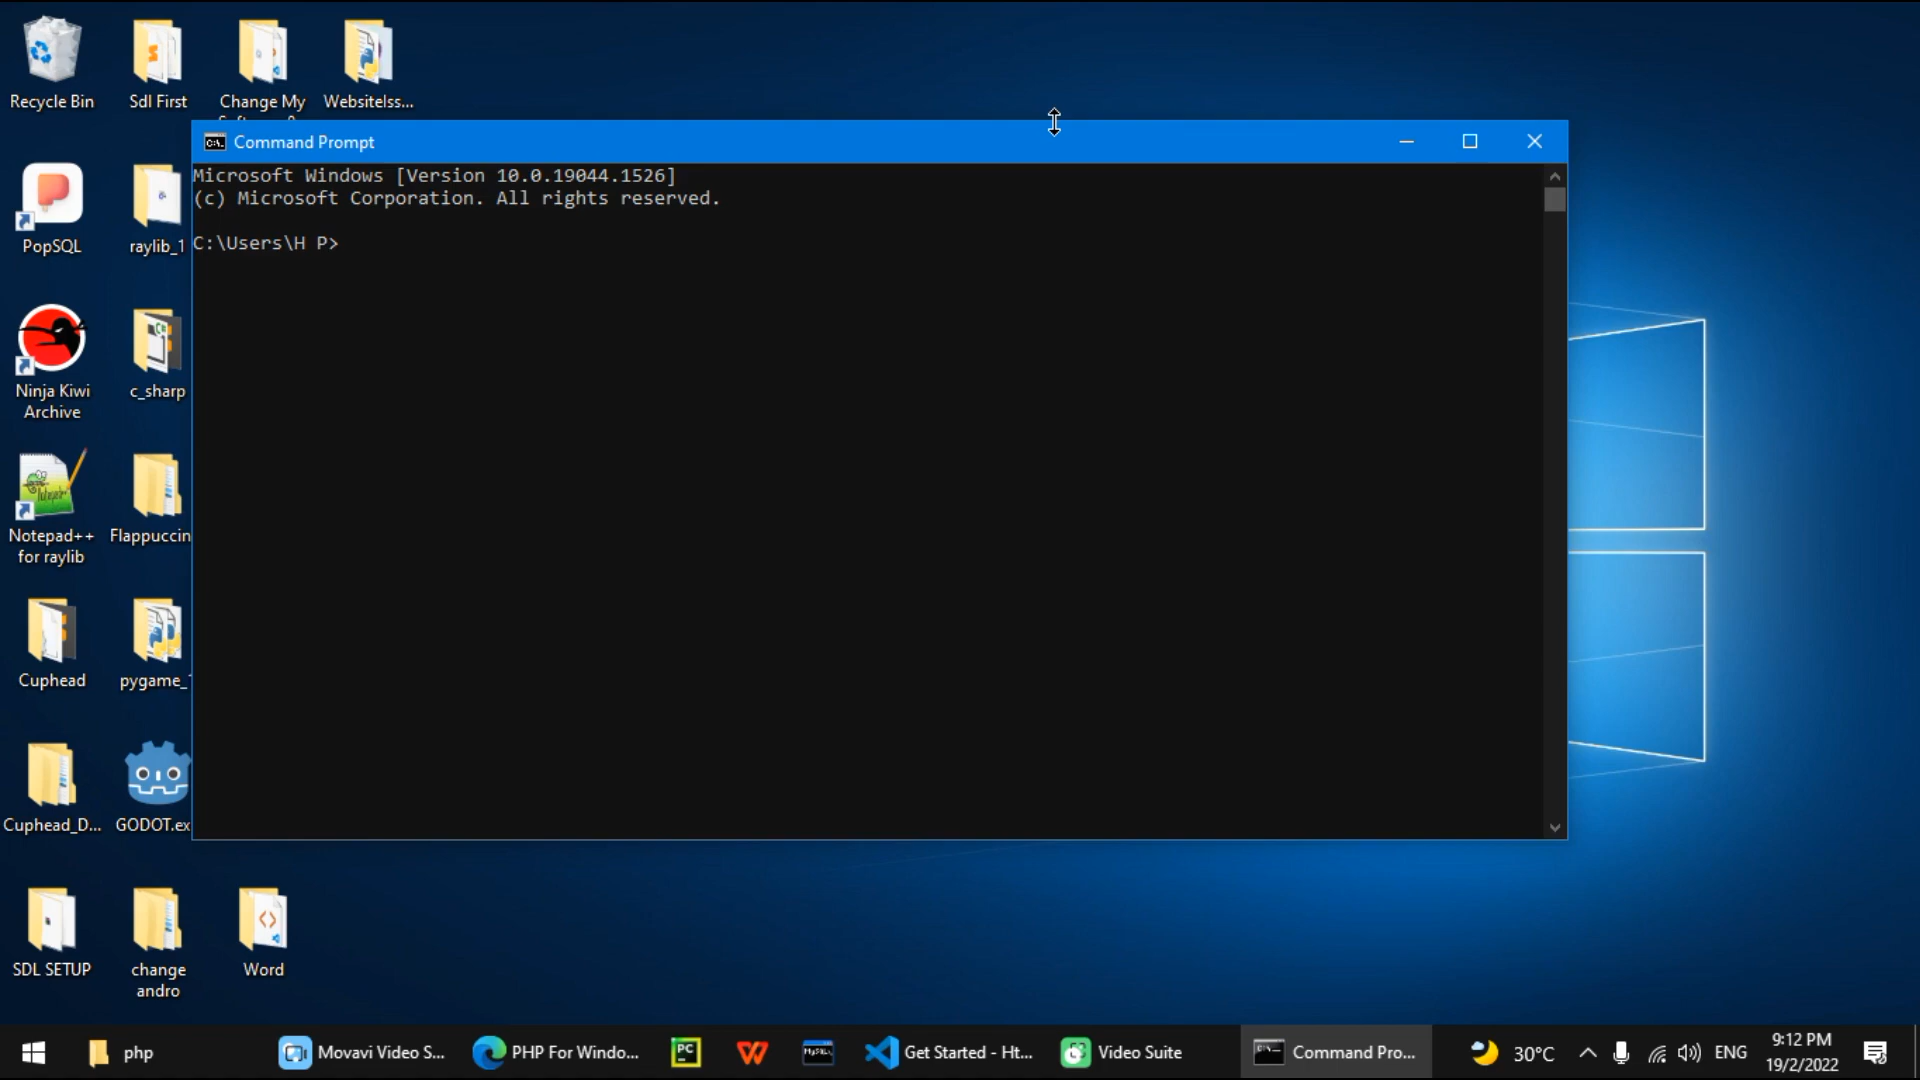 Recycle Bin
Sdl First
Change My
WebsiteIss...
Command Prompt
Microsoft Windows [Version 10.0.19044.1526]
(c) Microsoft Corporation. All rights reserved.
C:\Users\H P>
PopSQL
raylib_1
Ninja Kiwi
Archive
c_sharp
Notepad++
for raylib
Flappuccin
Cuphead
pygame_
Cuphead_D...
GODOT.ex
SDL SETUP
change
andro
Word
php
Movavi Video S...
PHP For Windo...
PC
MySQL
Get Started - Ht...
Video Suite
Command Pro...
30°C
ENG
9:12 PM
19/2/2022